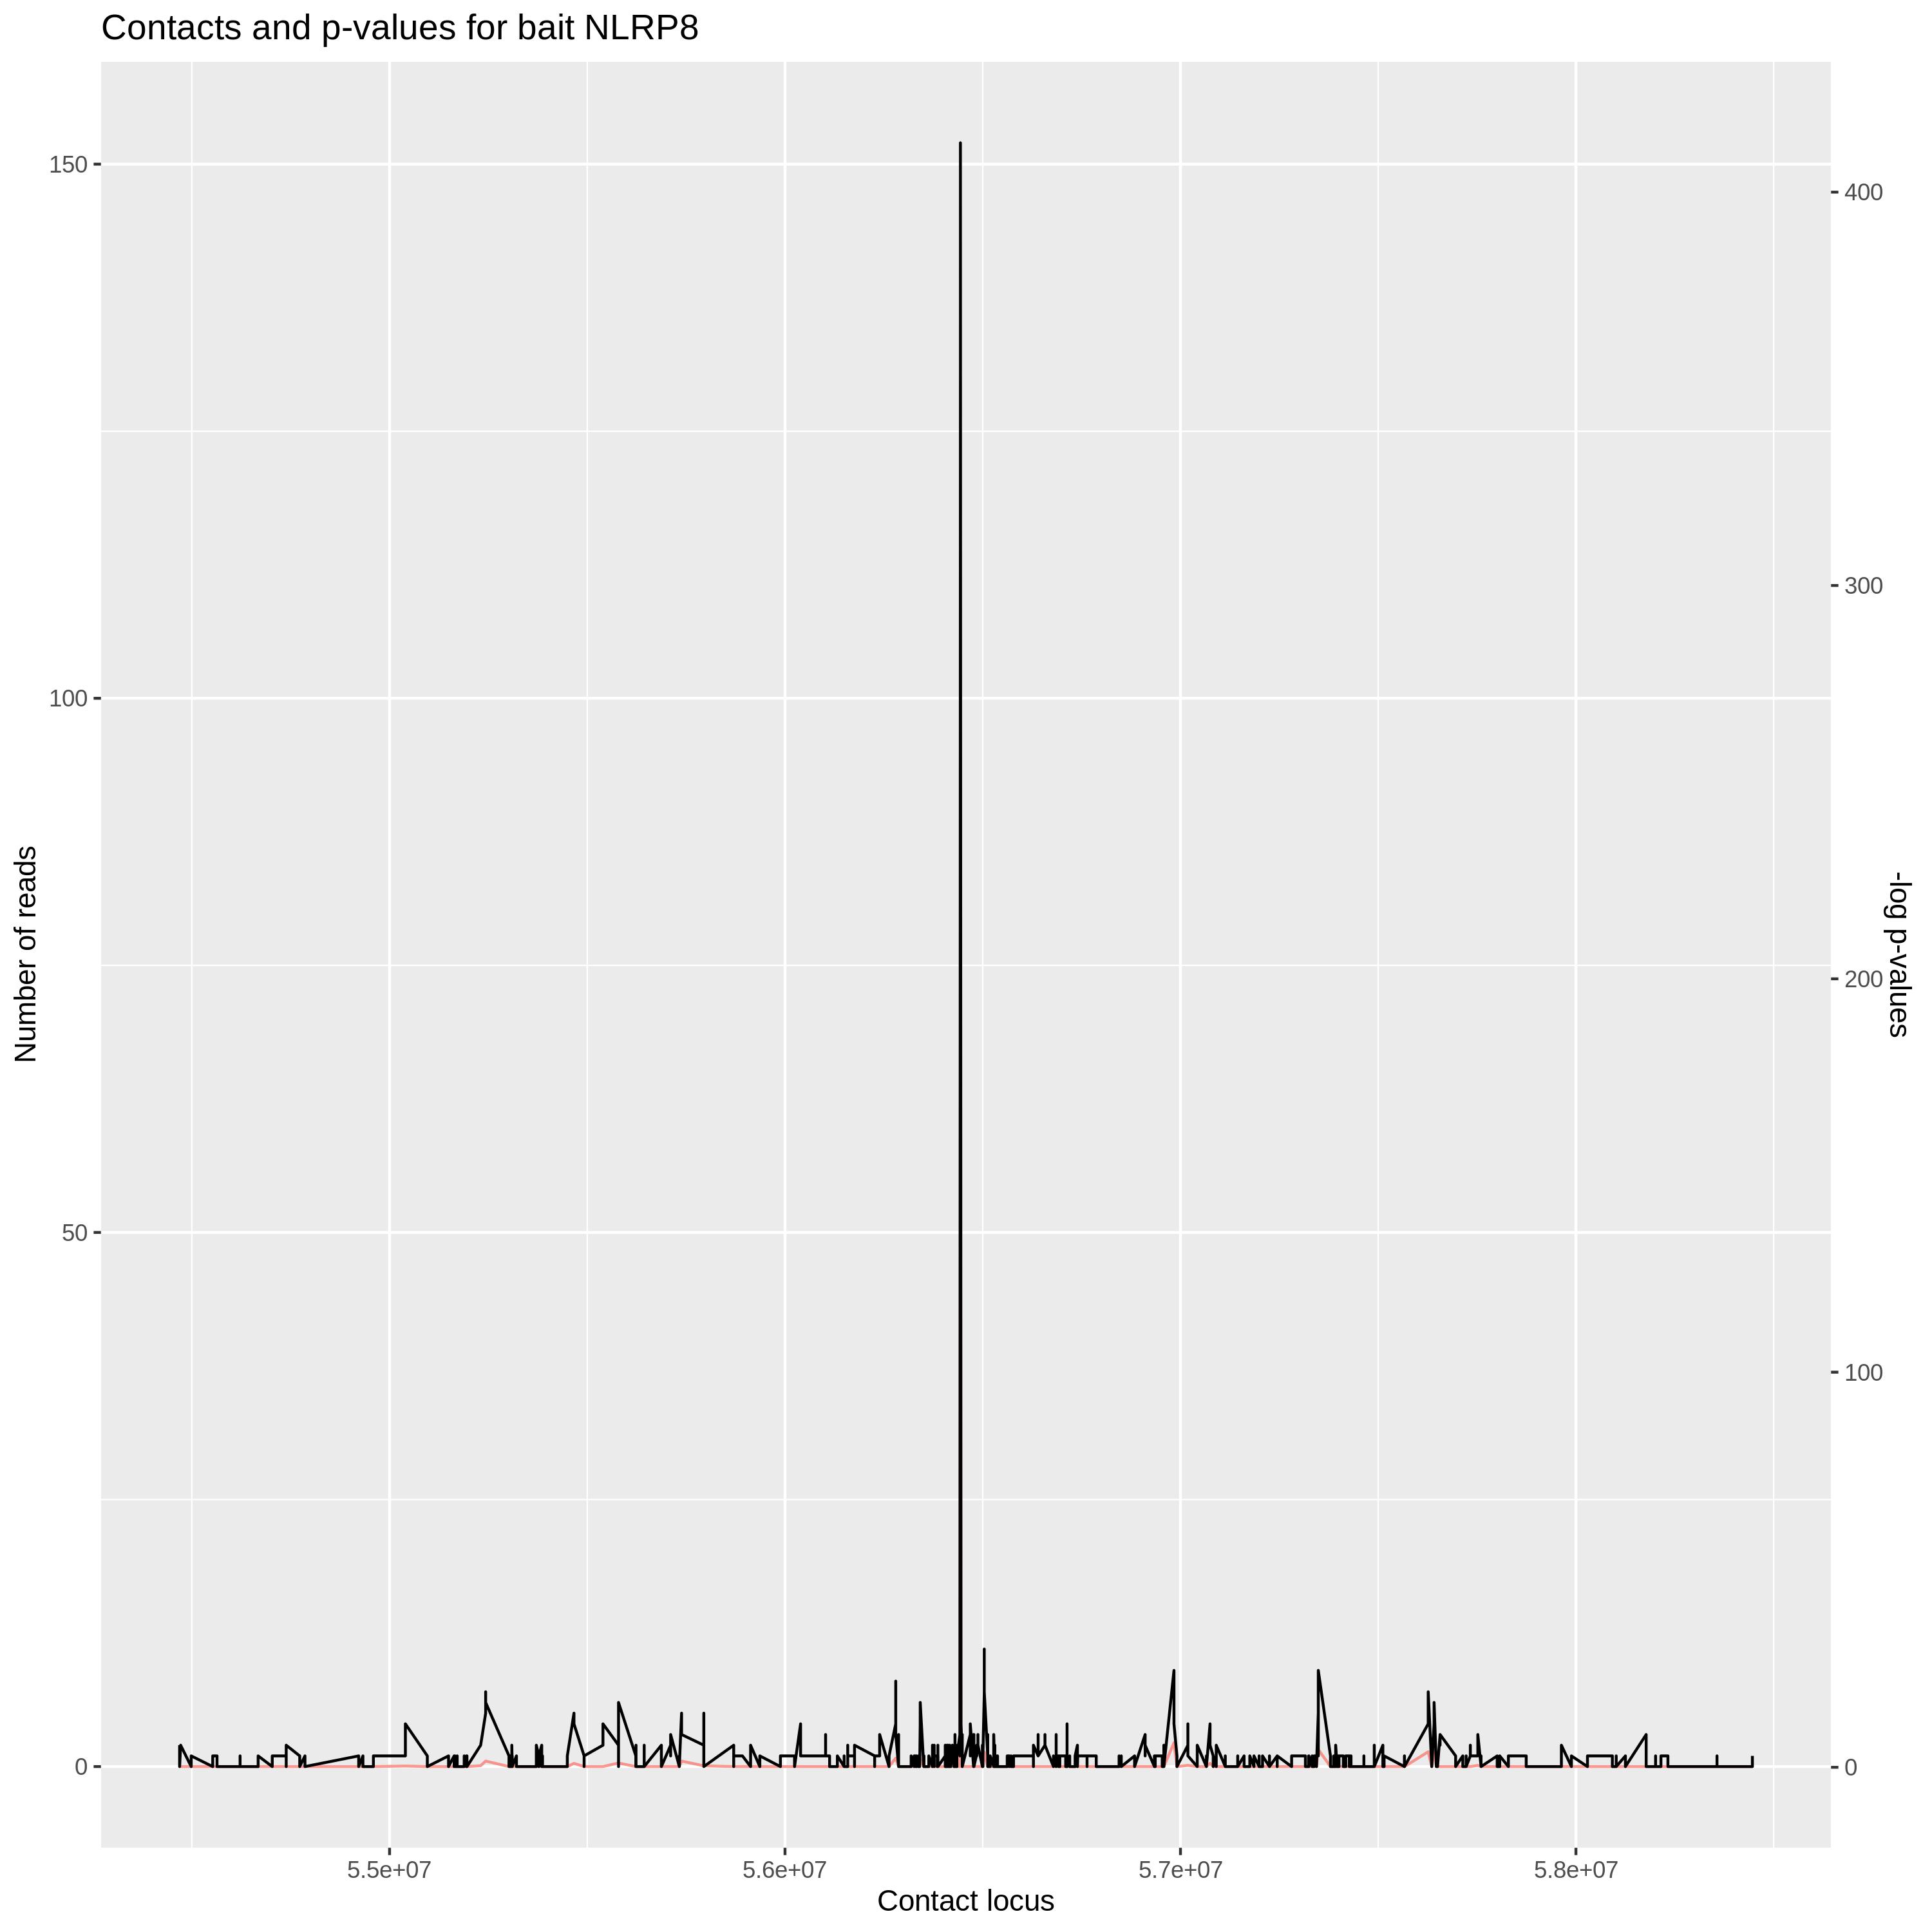 Contacts and p-values for bait NLRP8
150
100
50
0
Number of reads
400
300
200
100
0
-log p-values
5.5e+07 5.6e+07 5.7e+07 5.8e+07
Contact locus